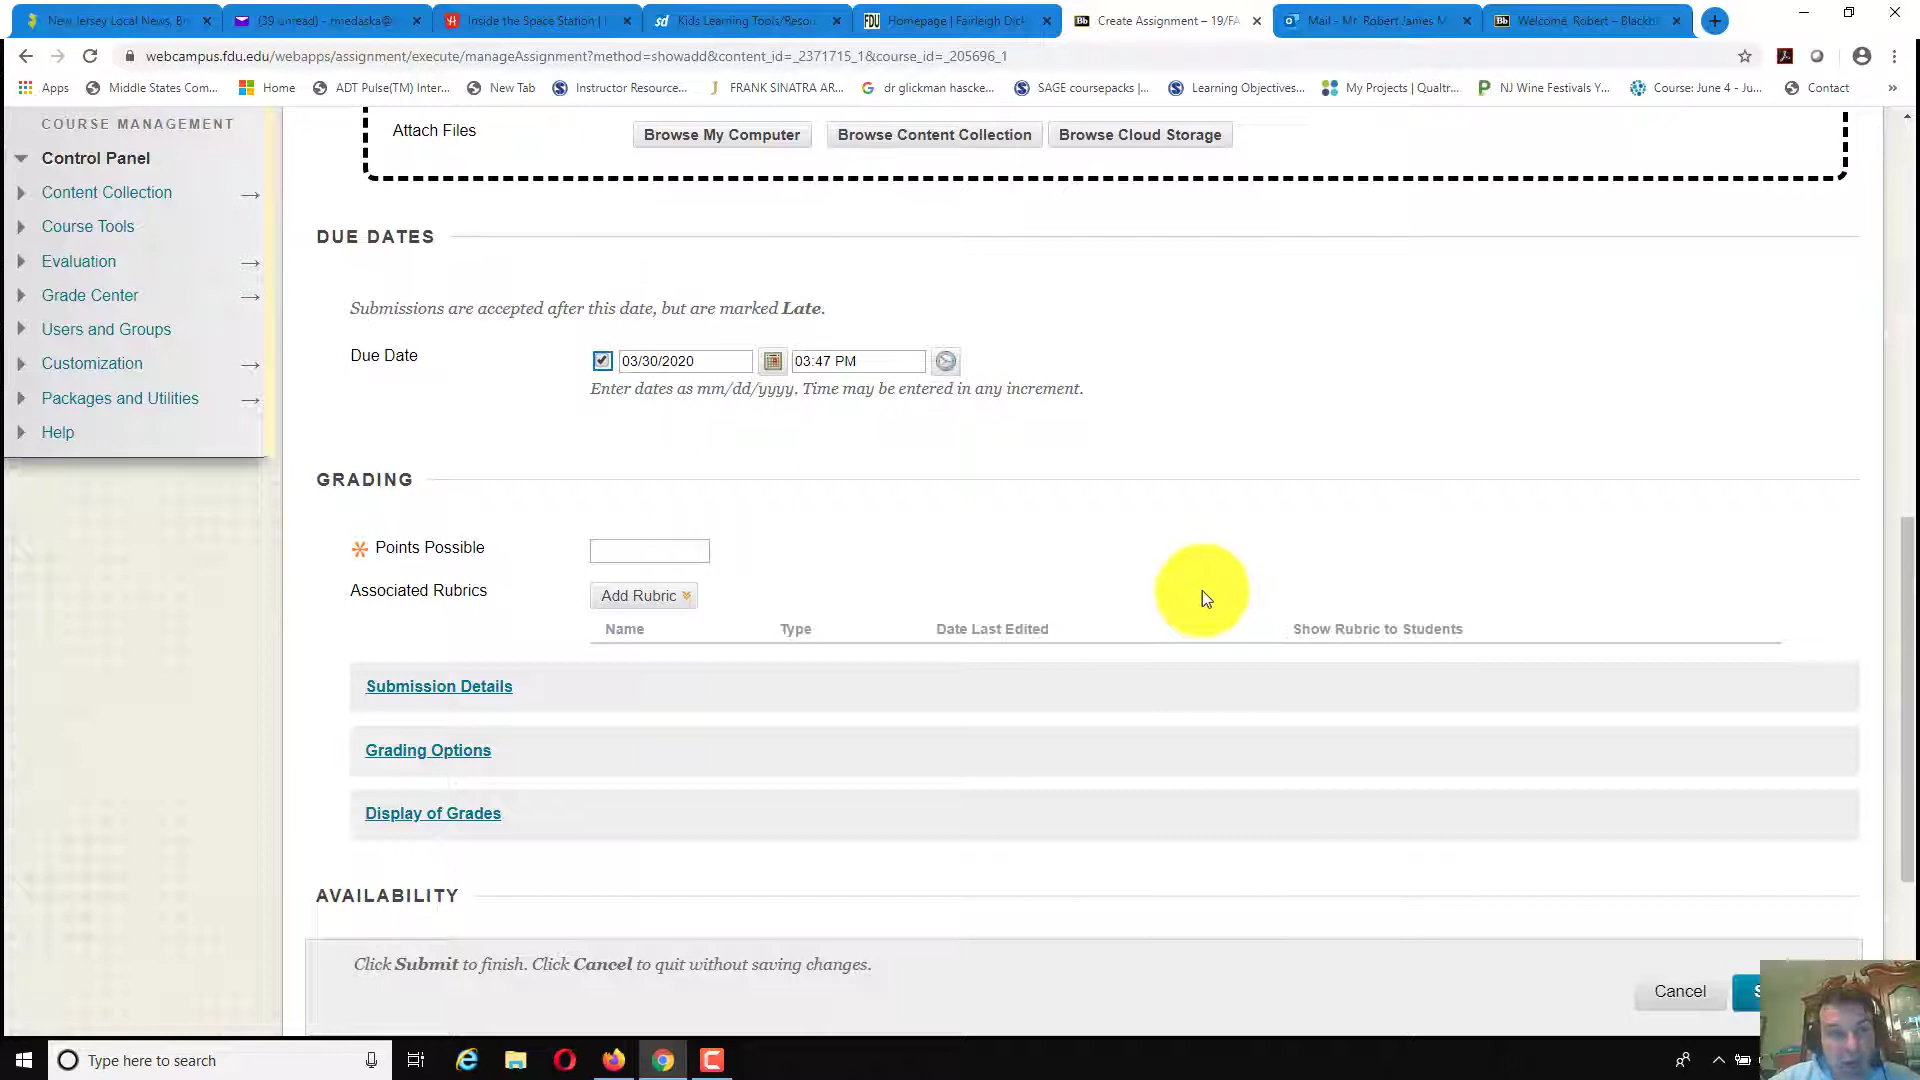 New Jersey Local News, Br
(39 unread) - rmedaska@
Inside the Space Station |
Kids Learning Tools/Resou
FDU Homepage | Fairleigh Dick
Bb Create Assignment – 19/FA
Mail - Mr. Robert James M
Bb Welcome, Robert – Blackb
webcampus.fdu.edu/webapps/assignment/execute/manageAssignment?method=showadd&content_id=_2371715_1&course_id=_205696_1
Apps Middle States Com... Home ADT Pulse(TM) Inter... New Tab Instructor Resource... FRANK SINATRA AR... dr glickman hascke... SAGE coursepacks |... Learning Objectives... My Projects | Qualtr... NJ Wine Festivals Y... Course: June 4 - Ju... Contact »
COURSE MANAGEMENT
Control Panel
Content Collection
Course Tools
Evaluation
Grade Center
Users and Groups
Customization
Packages and Utilities
Help
Attach Files
Browse My Computer Browse Content Collection Browse Cloud Storage
DUE DATES
Submissions are accepted after this date, but are marked Late.
Due Date 03/30/2020 03:47 PM
Enter dates as mm/dd/yyyy. Time may be entered in any increment.
GRADING
Points Possible
Associated Rubrics Add Rubric
Name Type Date Last Edited Show Rubric to Students
Submission Details
Grading Options
Display of Grades
AVAILABILITY
Click Submit to finish. Click Cancel to quit without saving changes.
Cancel
Type here to search